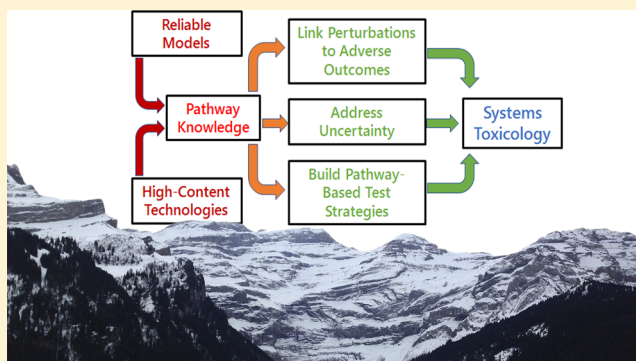 Reliable
Models
Pathway
Knowledge
High-Content
Technologies
Link Perturbations
to Adverse
Outcomes
Address
Uncertainty
Build Pathway-
Based Test
Strategies
Systems
Toxicology